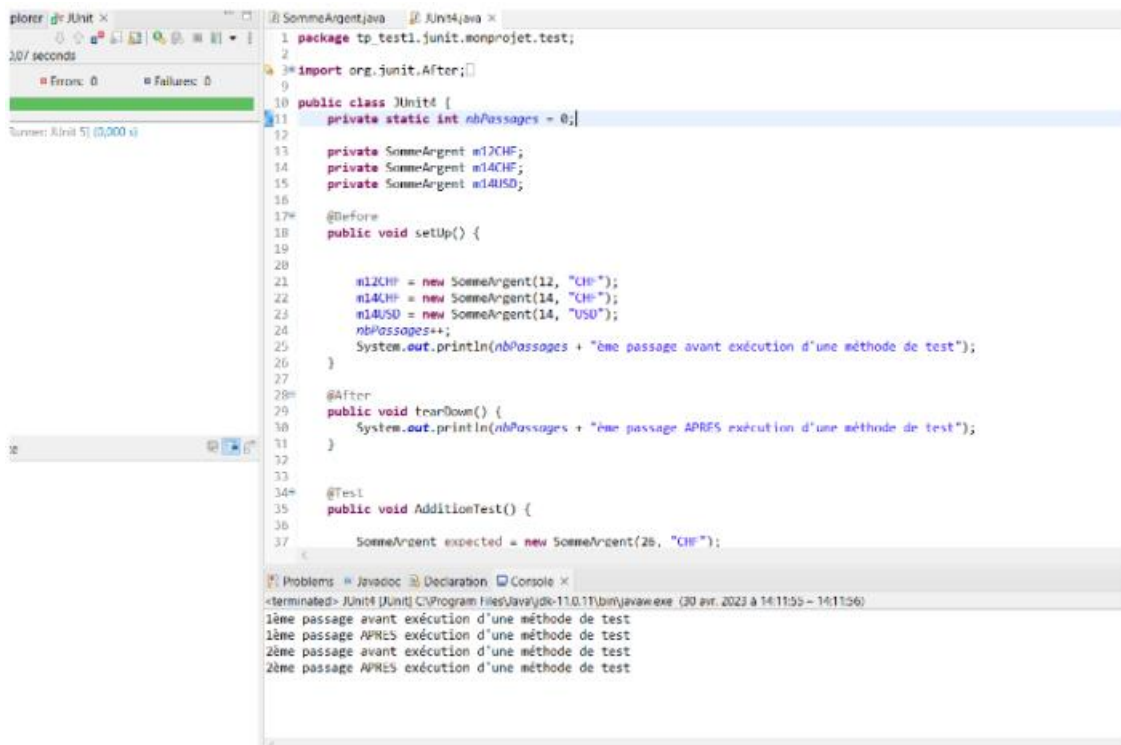 plorer JUnit ×
SommeArgent.java JUnit4.java ×
0,07 seconds
Errors: 0 Failures: 0
Runner: JUnit 5] (0,000 s)
1 package tp_test1.junit.monprojet.test;
2
3 import org.junit.After;
9
10 public class JUnit4 {
11 private static int nbPassages = 0;
12
13 private SommeArgent m12CHF;
14 private SommeArgent m14CHF;
15 private SommeArgent m14USD;
16
17 @Before
18 public void setUp() {
19
20
21 m12CHF = new SommeArgent(12, "CHF");
22 m14CHF = new SommeArgent(14, "CHF");
23 m14USD = new SommeArgent(14, "USD");
24 nbPassages++;
25 System.out.println(nbPassages + "ème passage avant exécution d'une méthode de test");
26 }
27
28 @After
29 public void tearDown() {
30 System.out.println(nbPassages + "ème passage APRES exécution d'une méthode de test");
31 }
32
33
34 @Test
35 public void AdditionTest() {
36
37 SommeArgent expected = new SommeArgent(26, "CHF");
Problems Javadoc Declaration Console ×
<terminated> JUnit4 [JUnit] C:\Program Files\Java\jdk-11.0.11\bin\javaw.exe (30 avr. 2023 à 14:11:55 – 14:11:56)
1ème passage avant exécution d'une méthode de test
1ème passage APRES exécution d'une méthode de test
2ème passage avant exécution d'une méthode de test
2ème passage APRES exécution d'une méthode de test